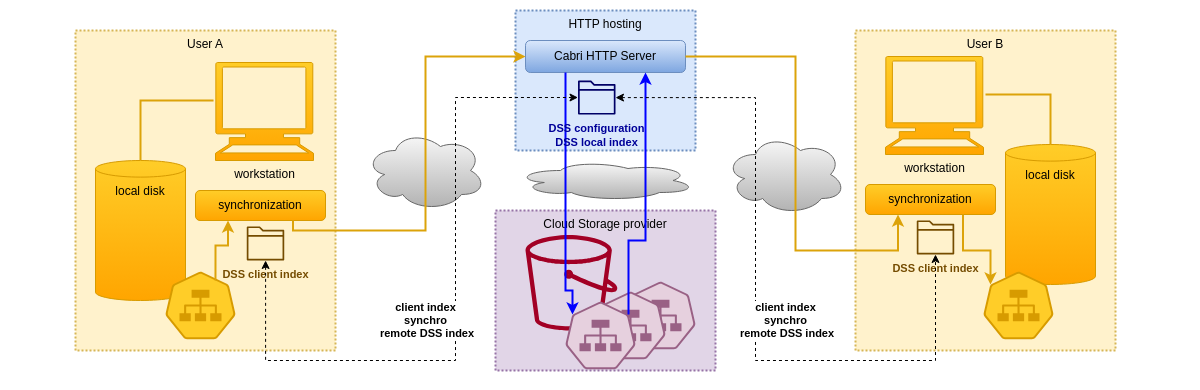 HTTP hosting
User A
User B
Cabri HTTP Server
DSS configuration
DSS local index
workstation
workstation
local disk
local disk
synchronization
synchronization
Cloud Storage provider
DSS client index
DSS client index
client index
synchro
remote DSS index
client index
synchro
remote DSS index